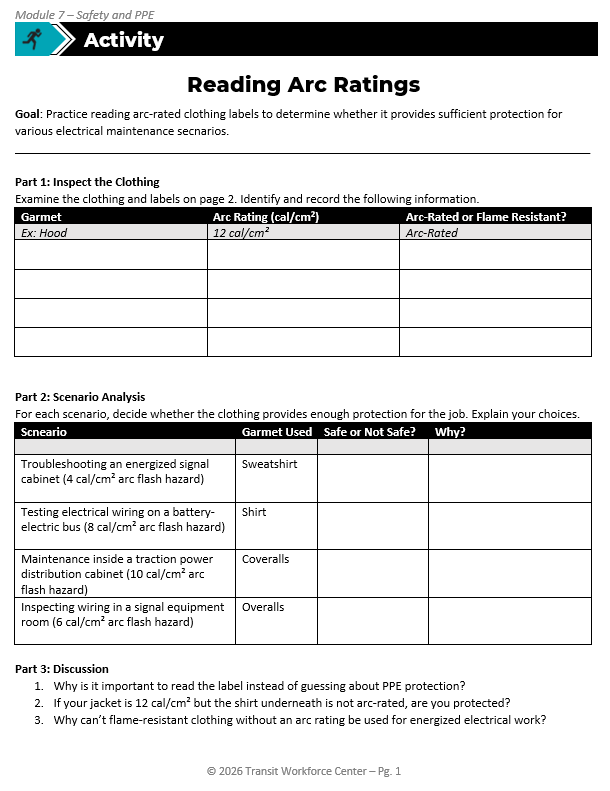 Module 7 – Safety and PPE
Activity
Reading Arc Ratings
Goal: Practice reading arc-rated clothing labels to determine whether it provides sufficient protection for
various electrical maintenance secnarios.
Part 1: Inspect the Clothing
Examine the clothing and labels on page 2. Identify and record the following information.
Garmet Arc Rating (cal/cm²) Arc-Rated or Flame Resistant?
Ex: Hood 12 cal/cm² Arc-Rated
Part 2: Scenario Analysis
For each scenario, decide whether the clothing provides enough protection for the job. Explain your choices.
Scneario Garmet Used Safe or Not Safe? Why?
Troubleshooting an energized signal Sweatshirt
cabinet (4 cal/cm² arc flash hazard)
Testing electrical wiring on a battery- Shirt
electric bus (8 cal/cm² arc flash hazard)
Maintenance inside a traction power Coveralls
distribution cabinet (10 cal/cm² arc
flash hazard)
Inspecting wiring in a signal equipment Overalls
room (6 cal/cm² arc flash hazard)
Part 3: Discussion
1. Why is it important to read the label instead of guessing about PPE protection?
2. If your jacket is 12 cal/cm² but the shirt underneath is not arc-rated, are you protected?
3. Why can’t flame-resistant clothing without an arc rating be used for energized electrical work?
© 2026 Transit Workforce Center – Pg. 1